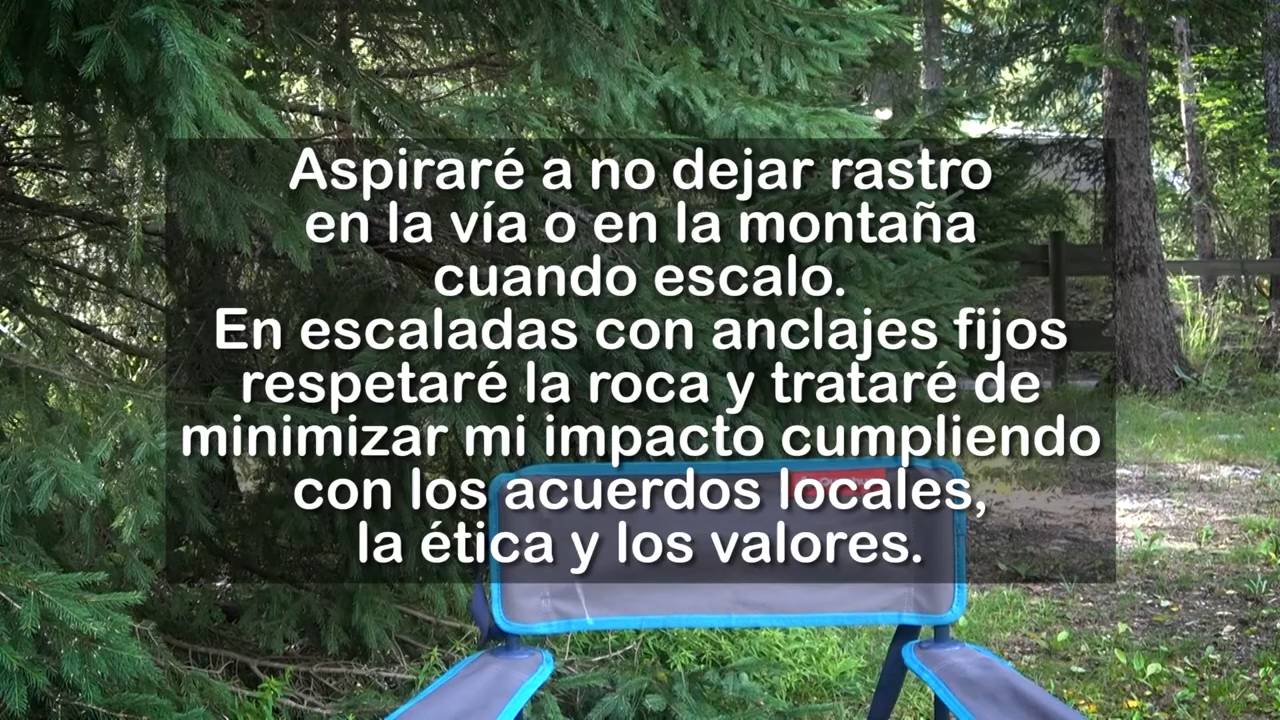 Aspiraré a no dejar rastro
en la vía o en la montaña
cuando escalo.
En escaladas con anclajes fijos
respetaré la roca y trataré de
minimizar mi impacto cumpliendo
con los acuerdos locales,
la ética y los valores.